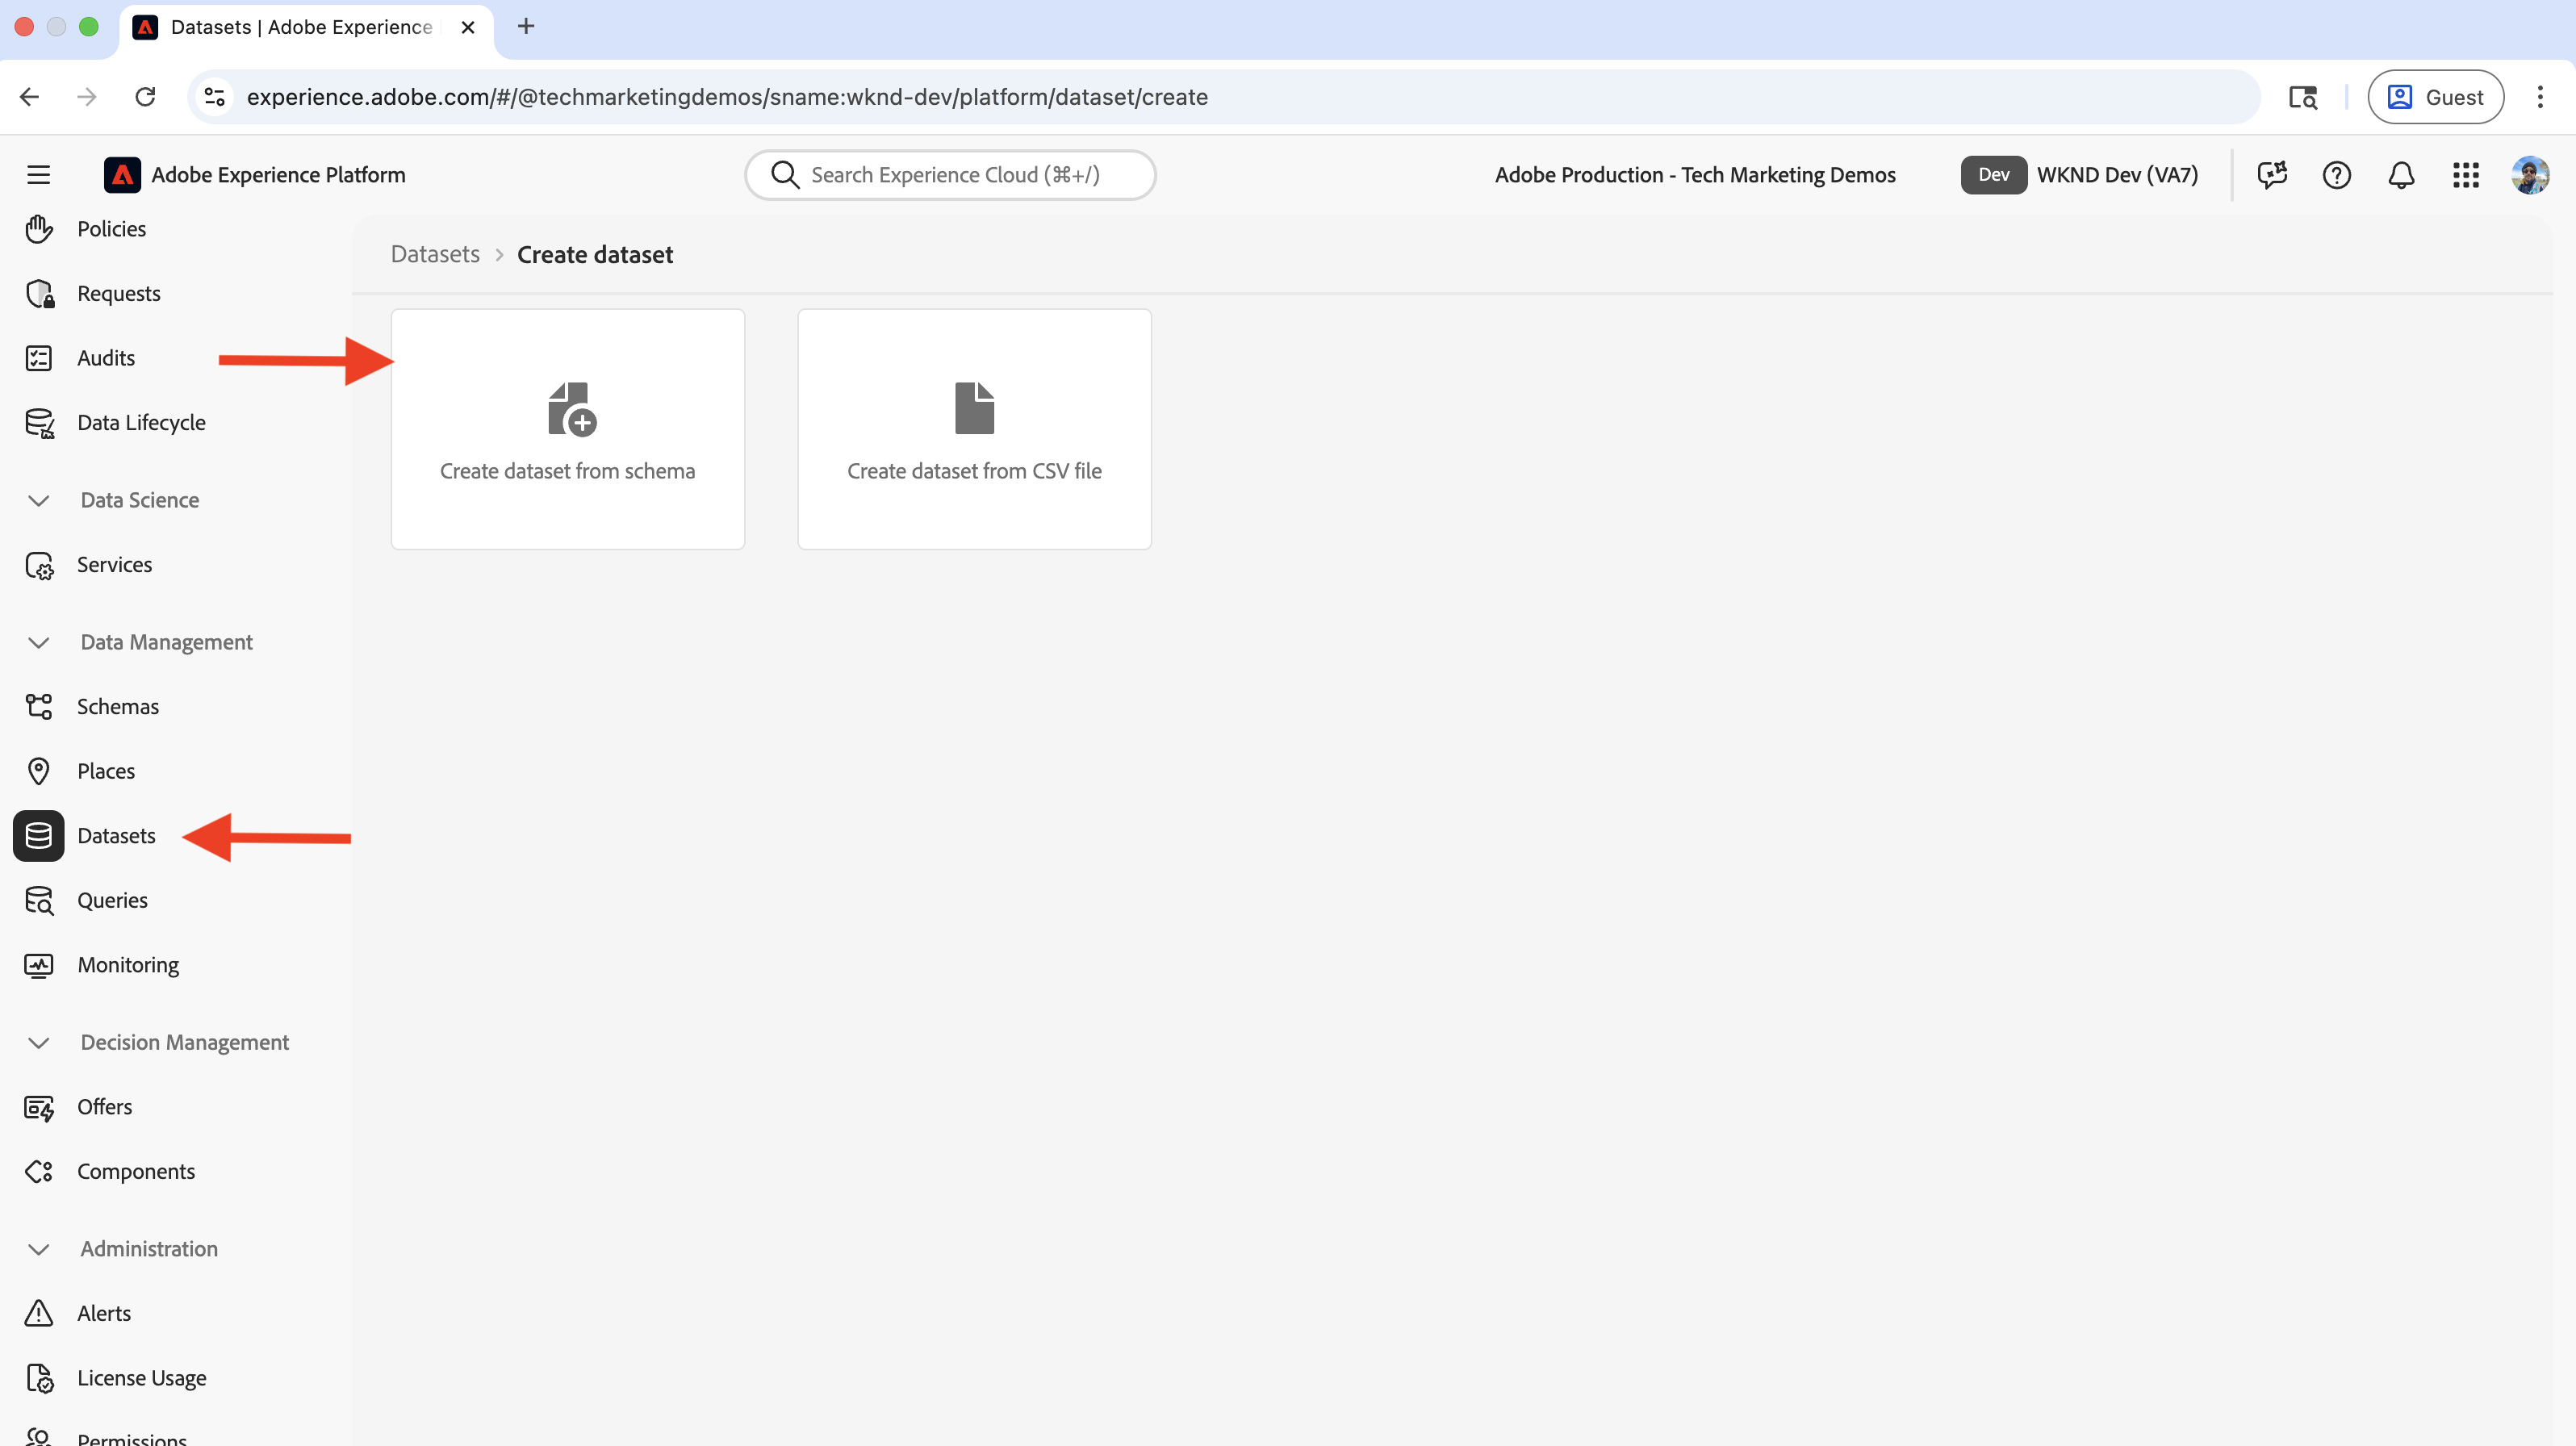 Datasets | Adobe Experience
experience.adobe.com/#/@techmarketingdemos/sname:wknd-dev/platform/dataset/create
Guest
Adobe Experience Platform
Search Experience Cloud (⌘+/)
Adobe Production - Tech Marketing Demos
Dev
WKND Dev (VA7)
Policies
Requests
Audits
Data Lifecycle
Data Science
Services
Data Management
Schemas
Places
Datasets
Queries
Monitoring
Decision Management
Offers
Components
Administration
Alerts
License Usage
Permissions
Datasets > Create dataset
Create dataset from schema
Create dataset from CSV file